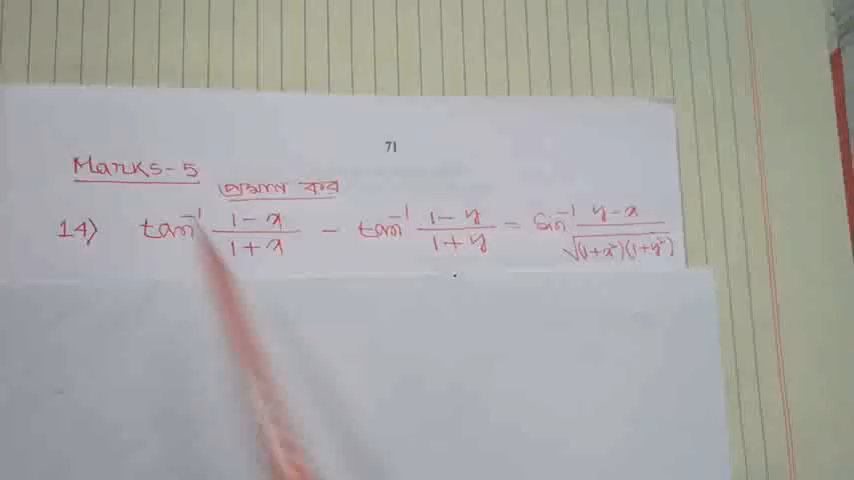 71
Marks-5
প্রমাণ কর
14) tan⁻¹ (1-x)/(1+x) - tan⁻¹ (1-y)/(1+y) = sin⁻¹ (y-x)/√((1+x²)(1+y²))